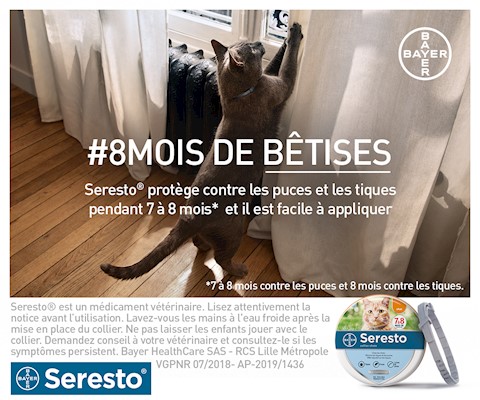 BAYER
BAYER
#8MOIS DE BÊTISES
Seresto® protège contre les puces et les tiques
pendant 7 à 8 mois* et il est facile à appliquer
*7 à 8 mois contre les puces et 8 mois contre les tiques.
Seresto® est un médicament vétérinaire. Lisez attentivement la
notice avant l'utilisation. Lavez-vous les mains à l'eau froide après la
mise en place du collier. Ne pas laisser les enfants jouer avec le
collier. Demandez conseil à votre vétérinaire et consultez-le si les
symptômes persistent. Bayer HealthCare SAS - RCS Lille Métropole
VGPNR 07/2018- AP-2019/1436
BAYER
Seresto®
7à8
Seresto